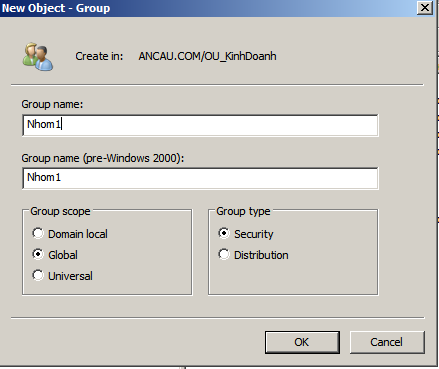 New Object - Group
Create in: ANCAU.COM/OU_KinhDoanh
Group name:
Nhom1
Group name (pre-Windows 2000):
Nhom1
Group scope
Domain local
Global
Universal
Group type
Security
Distribution
OK
Cancel